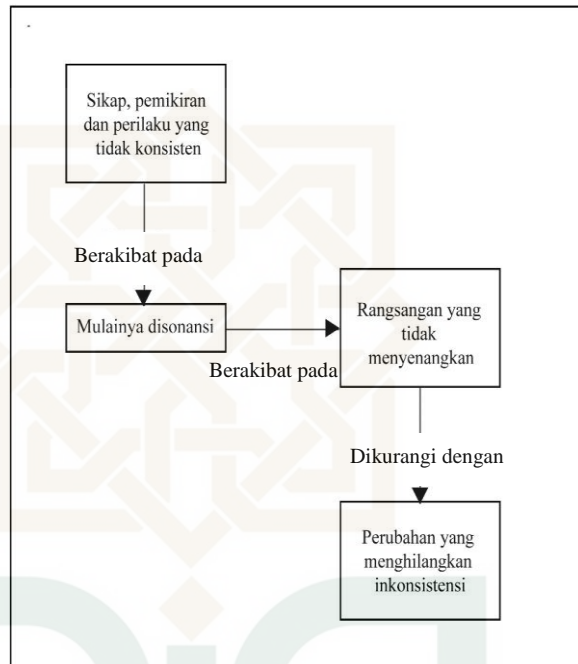 Sikap, pemikiran
dan perilaku yang
tidak konsisten
Berakibat pada
Mulainya disonansi
Berakibat pada
Rangsangan yang
tidak
menyenangkan
Dikurangi dengan
Perubahan yang
menghilangkan
inkonsistensi